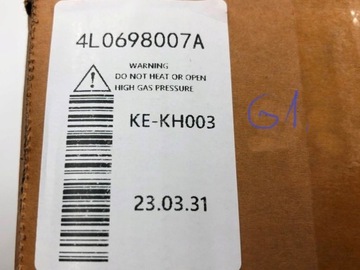 4L0698007A
WARNING
DO NOT HEAT OR OPEN
HIGH GAS PRESSURE
KE-KH003
G1
23.03.31